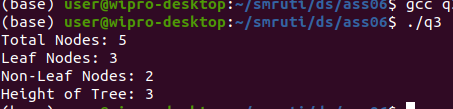 (base) user@wipro-desktop:~/smruti/ds/ass06$ gcc q
(base) user@wipro-desktop:~/smruti/ds/ass06$ ./q3
Total Nodes: 5
Leaf Nodes: 3
Non-Leaf Nodes: 2
Height of Tree: 3